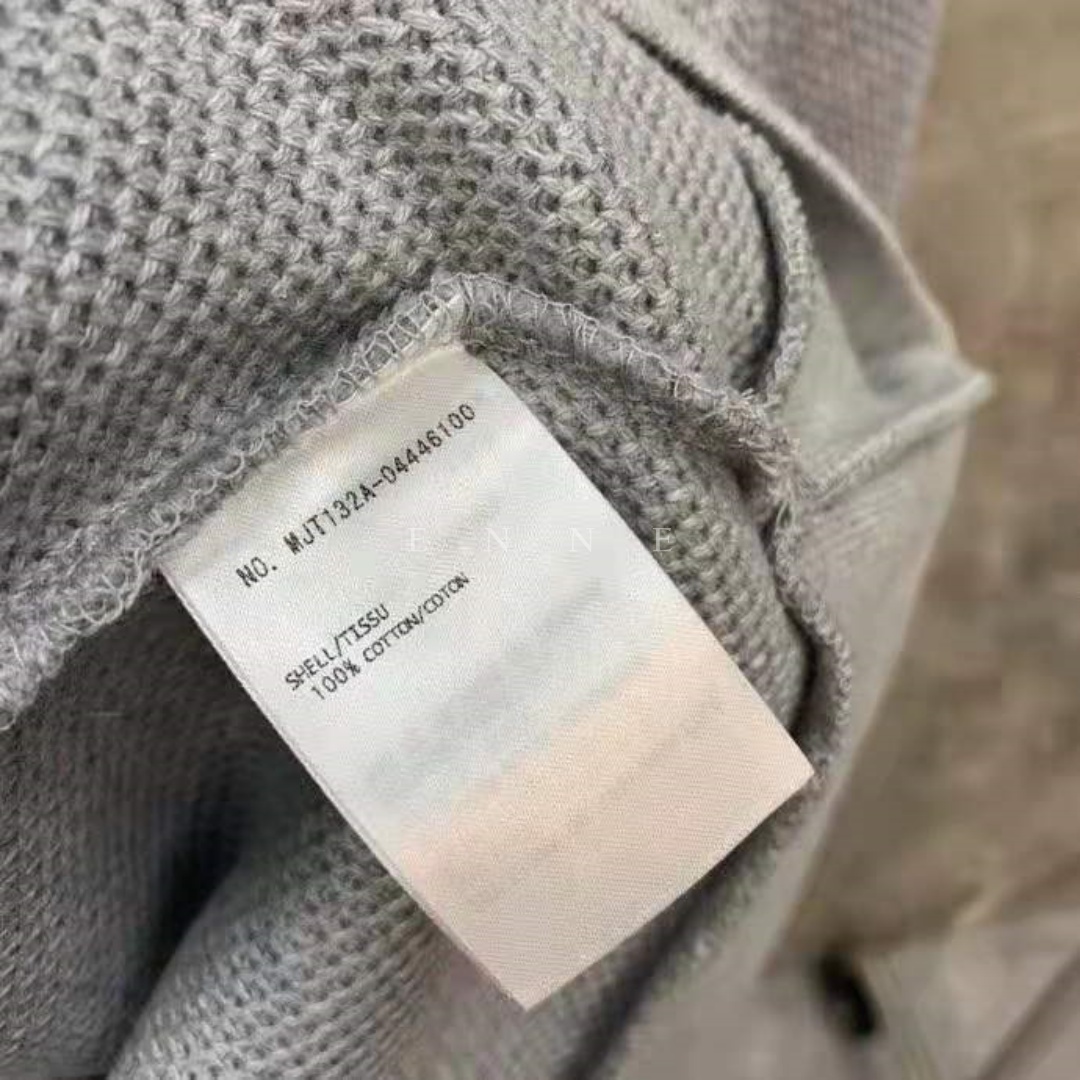 NO. MJT132A-04446100
E N N E
SHELL/TISSU
100% COTTON/COTON